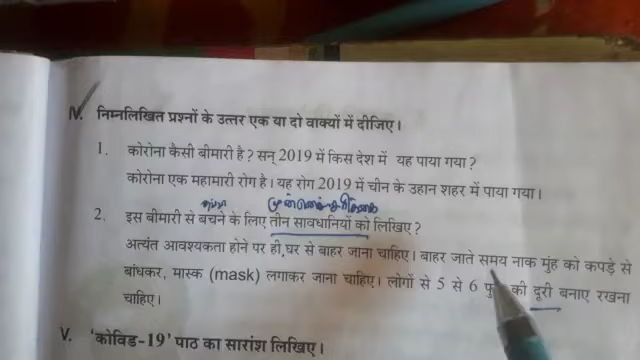 IV. निम्नलिखित प्रश्नों के उत्तर एक या दो वाक्यों में दीजिए।
1. कोरोना कैसी बीमारी है ? सन् 2019 में किस देश में यह पाया गया ?
कोरोना एक महामारी रोग है। यह रोग 2019 में चीन के उहान शहर में पाया गया।
2. इस बीमारी से बचने के लिए तीन सावधानियों को लिखिए ?
अत्यंत आवश्यकता होने पर ही,घर से बाहर जाना चाहिए। बाहर जाते समय नाक मुंह को कपड़े से
बांधकर, मास्क (mask) लगाकर जाना चाहिए। लोगों से 5 से 6 की दूरी बनाए रखना
चाहिए।
V. 'कोविड-19' पाठ का सारांश लिखिए।